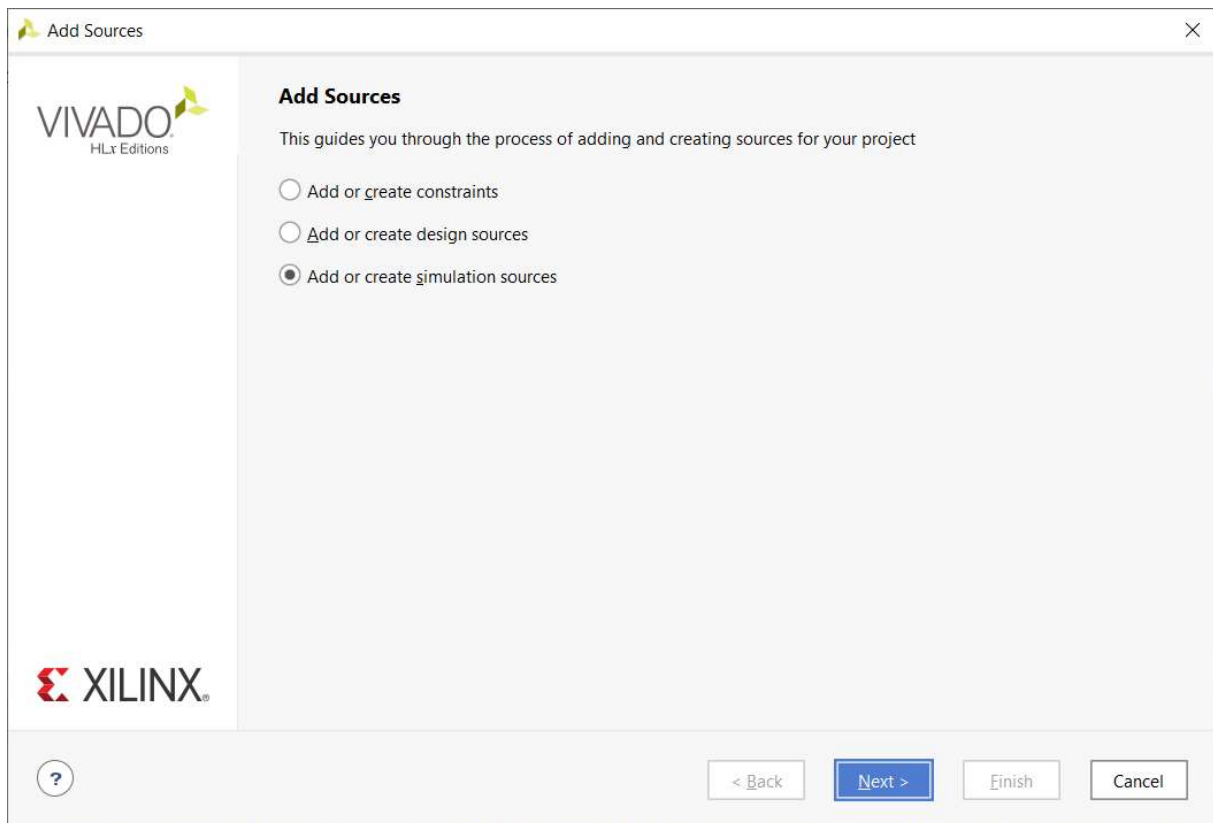 Add Sources
VIVADO
HLx Editions
Add Sources
This guides you through the process of adding and creating sources for your project
Add or create constraints
Add or create design sources
Add or create simulation sources
XILINX
?
< Back
Next >
Finish
Cancel